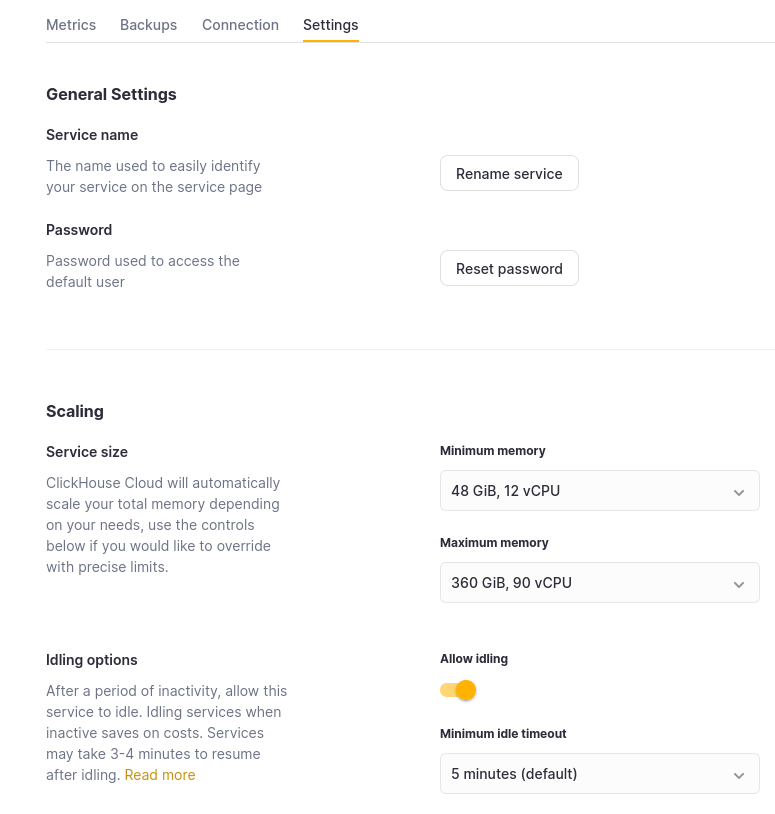 Metrics Backups Connection Settings
General Settings
Service name
The name used to easily identify
your service on the service page
Rename service
Password
Password used to access the
default user
Reset password
Scaling
Service size
ClickHouse Cloud will automatically
scale your total memory depending
on your needs, use the controls
below if you would like to override
with precise limits.
Minimum memory
48 GiB, 12 vCPU
Maximum memory
360 GiB, 90 vCPU
Idling options
After a period of inactivity, allow this
service to idle. Idling services when
inactive saves on costs. Services
may take 3-4 minutes to resume
after idling. Read more
Allow idling
Minimum idle timeout
5 minutes (default)